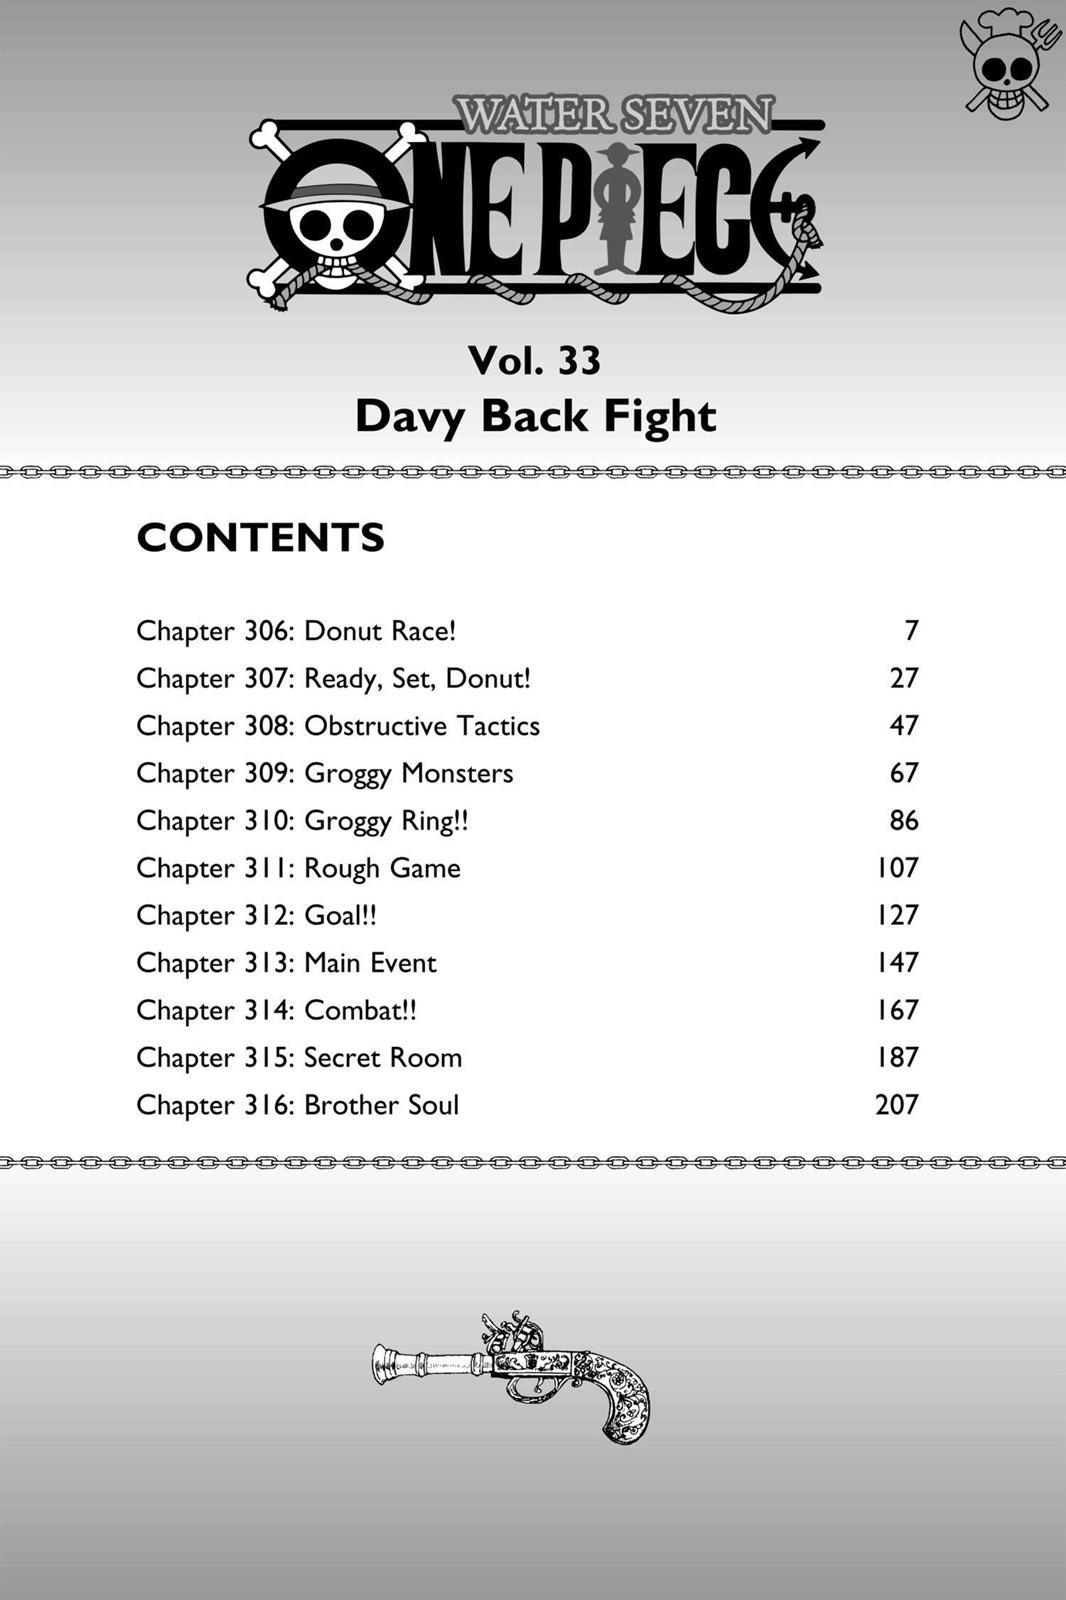 WATER SEVEN
ONE PIECE
Vol. 33
Davy Back Fight
CONTENTS
Chapter 306: Donut Race! 7
Chapter 307: Ready, Set, Donut! 27
Chapter 308: Obstructive Tactics 47
Chapter 309: Groggy Monsters 67
Chapter 310: Groggy Ring!! 86
Chapter 311: Rough Game 107
Chapter 312: Goal!! 127
Chapter 313: Main Event 147
Chapter 314: Combat!! 167
Chapter 315: Secret Room 187
Chapter 316: Brother Soul 207